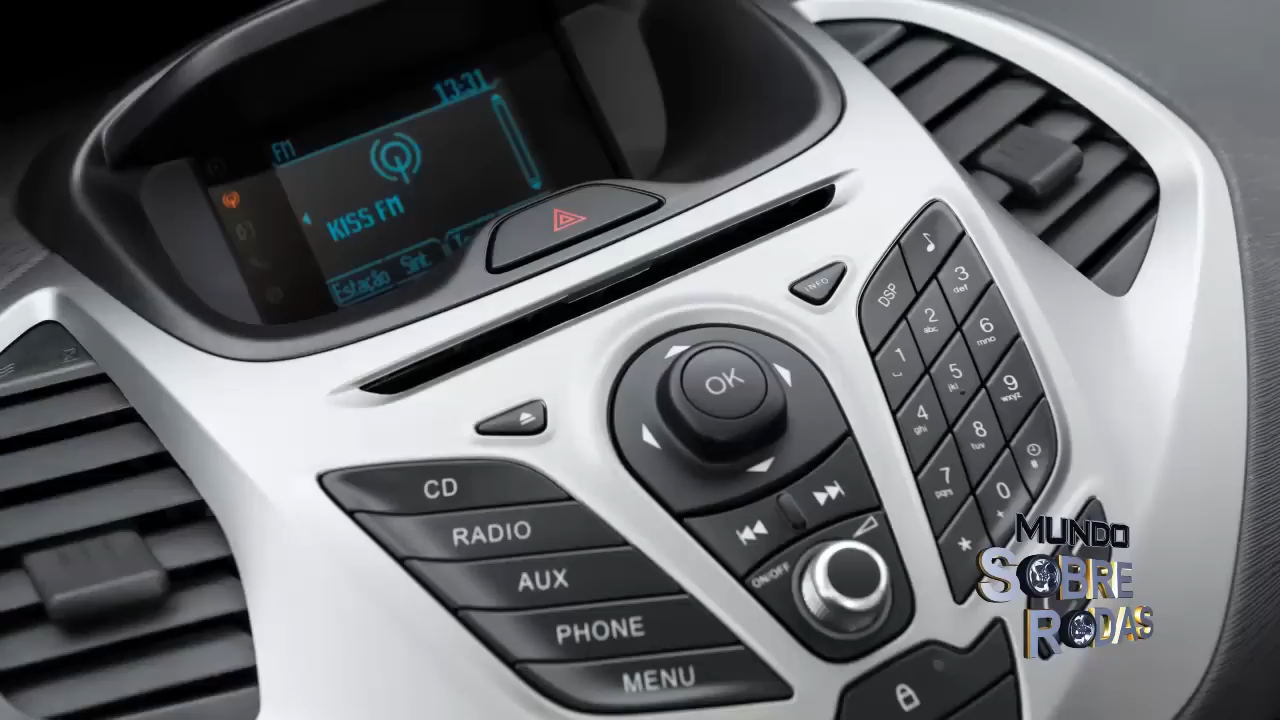 13:31
FM
KISS FM
Estação Sint.
INFO
DSP
1
2 abc
3 def
4 ghi
5 jkl
6 mno
7 pqrs
8 tuv
9 wxyz
*
0 +
OK
CD
RADIO
AUX
PHONE
MENU
ON/OFF
MUNDO
SOBRE
RODAS